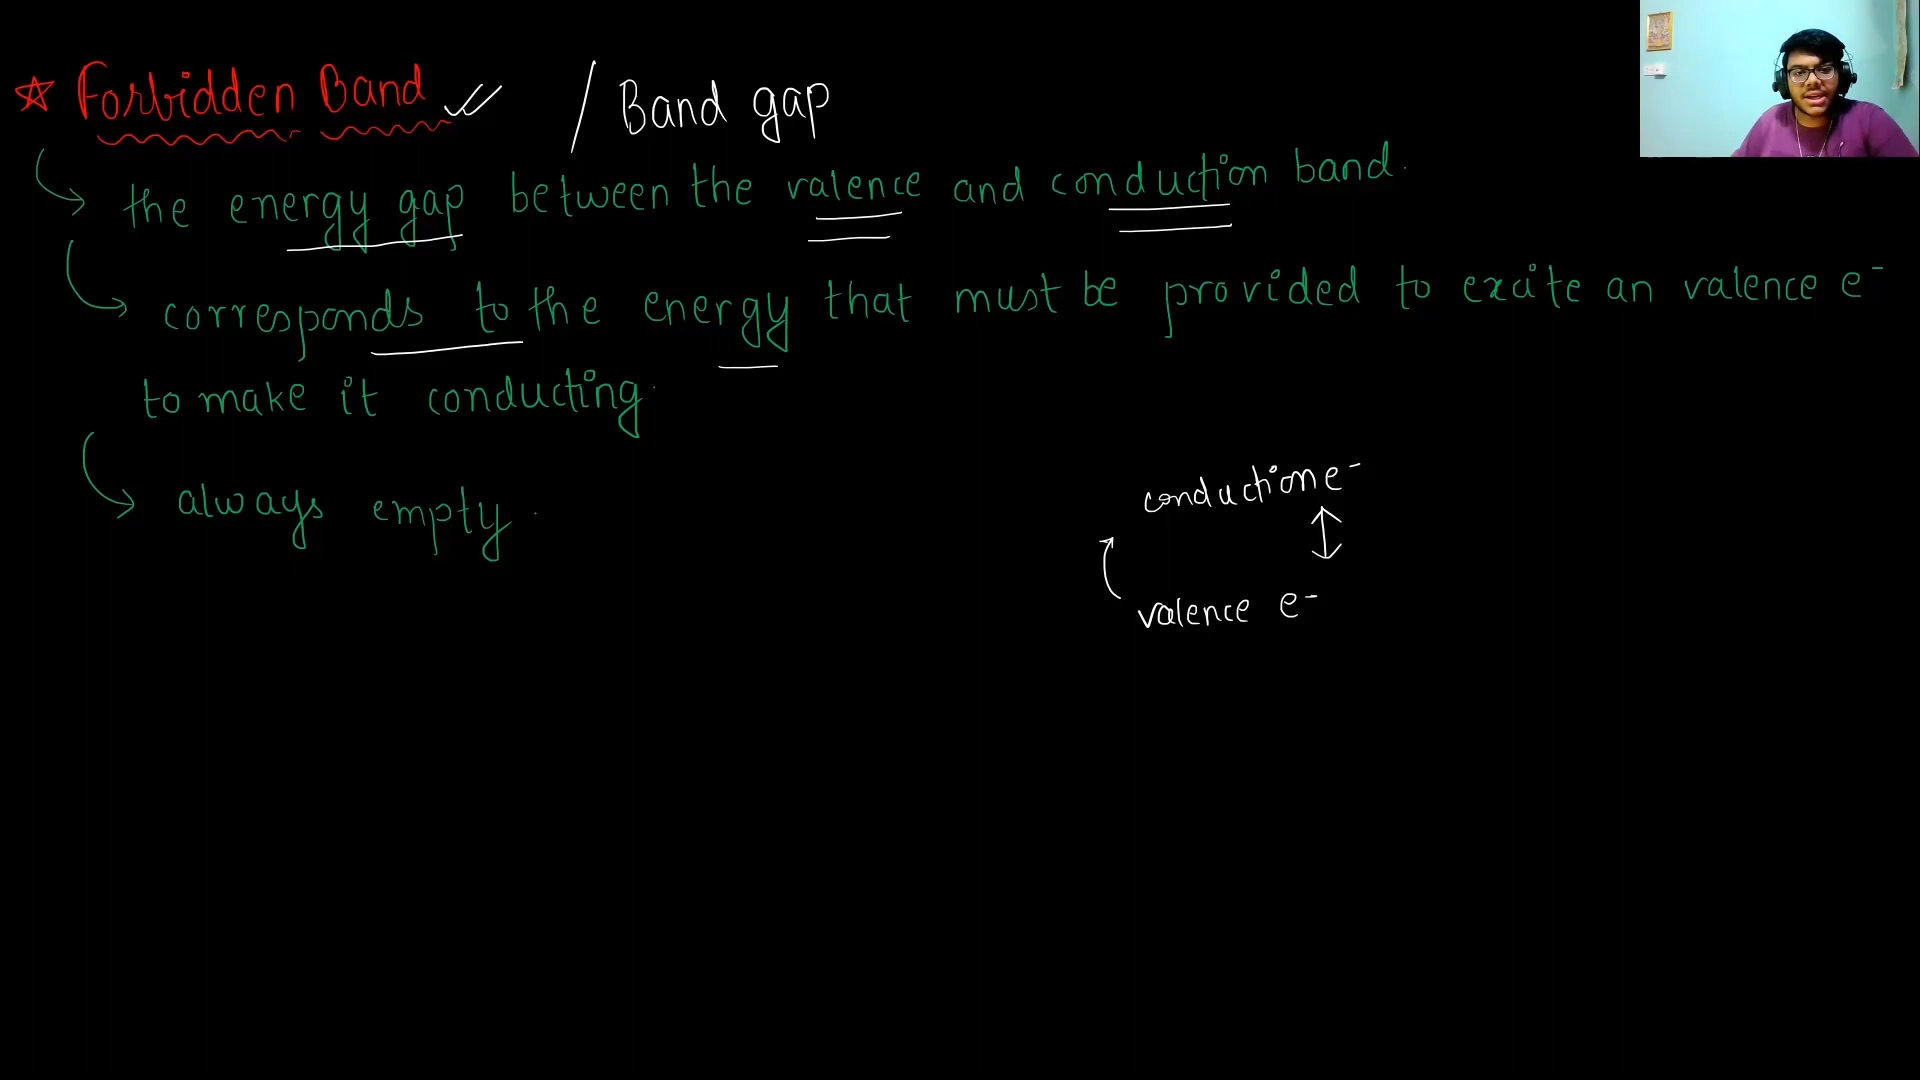 ☆ Forbidden Band / Band gap
the energy gap between the valence and conduction band.
corresponds to the energy that must be provided to excite an valence e⁻
to make it conducting.
always empty.
conduction e⁻
valence e⁻